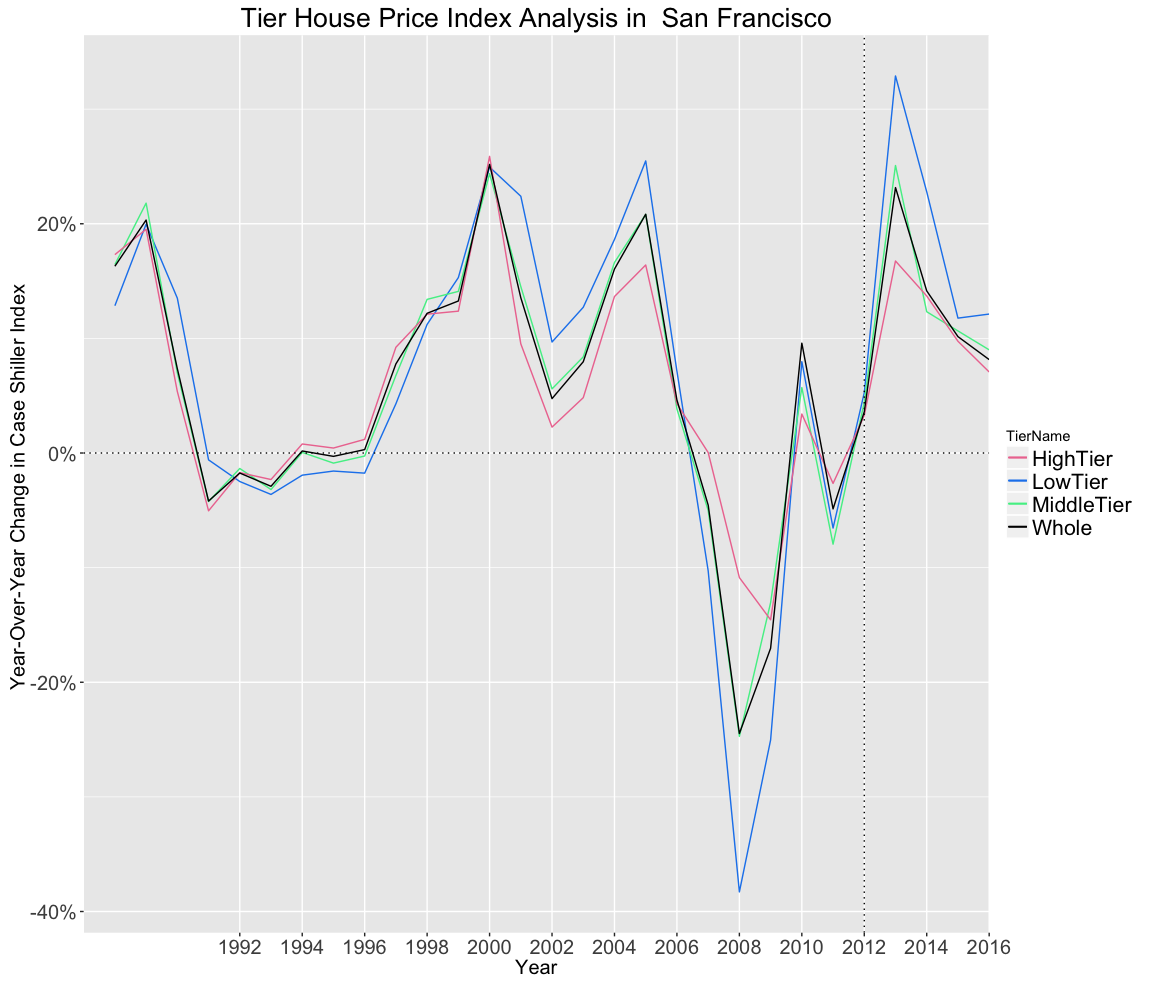 Tier House Price Index Analysis in  San Francisco
Year-Over-Year Change in Case Shiller Index
20%
0%
-20%
-40%
1992 1994 1996 1998 2000 2002 2004 2006 2008 2010 2012 2014 2016
Year
TierName
HighTier
LowTier
MiddleTier
Whole